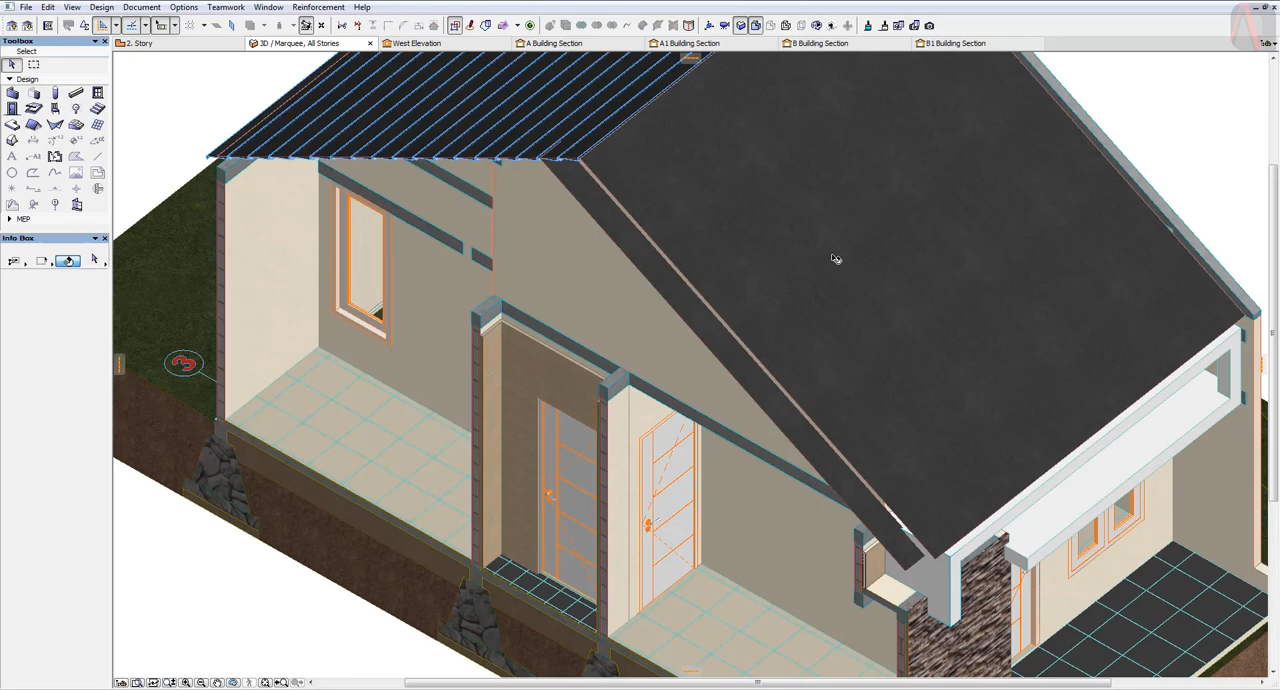 File Edit View Design Document Options Teamwork Window Help
2. Story
3D / Marquee, All Stories
West Elevation
A Building Section
A1 Building Section
B Building Section
B1 Building Section
Toolbox
Select
Design
MEP
Info Box
3